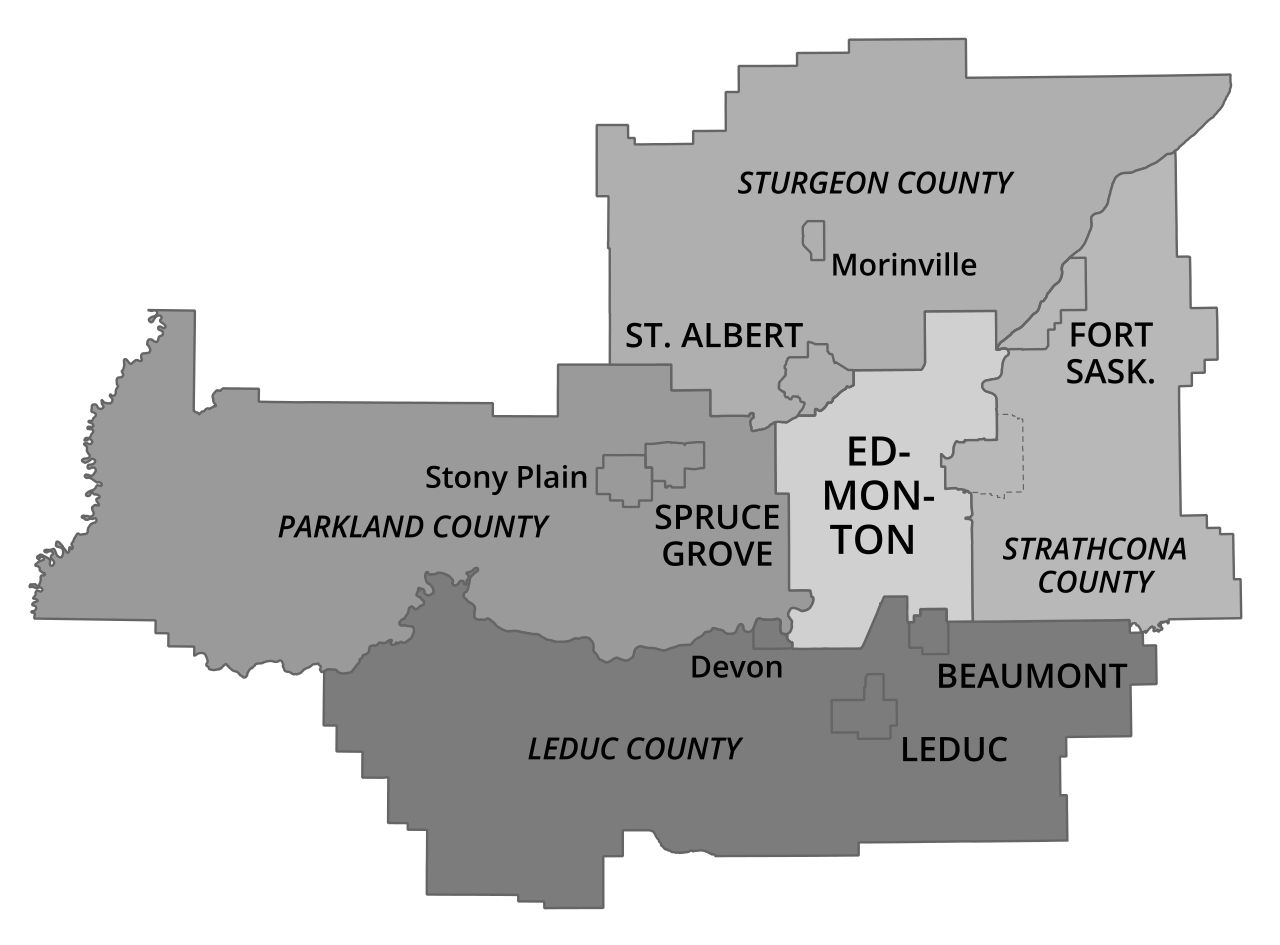 STURGEON COUNTY
Morinville
ST. ALBERT
FORT
SASK.
ED-
MON-
TON
Stony Plain
PARKLAND COUNTY
SPRUCE
GROVE
STRATHCONA
COUNTY
Devon
BEAUMONT
LEDUC COUNTY
LEDUC